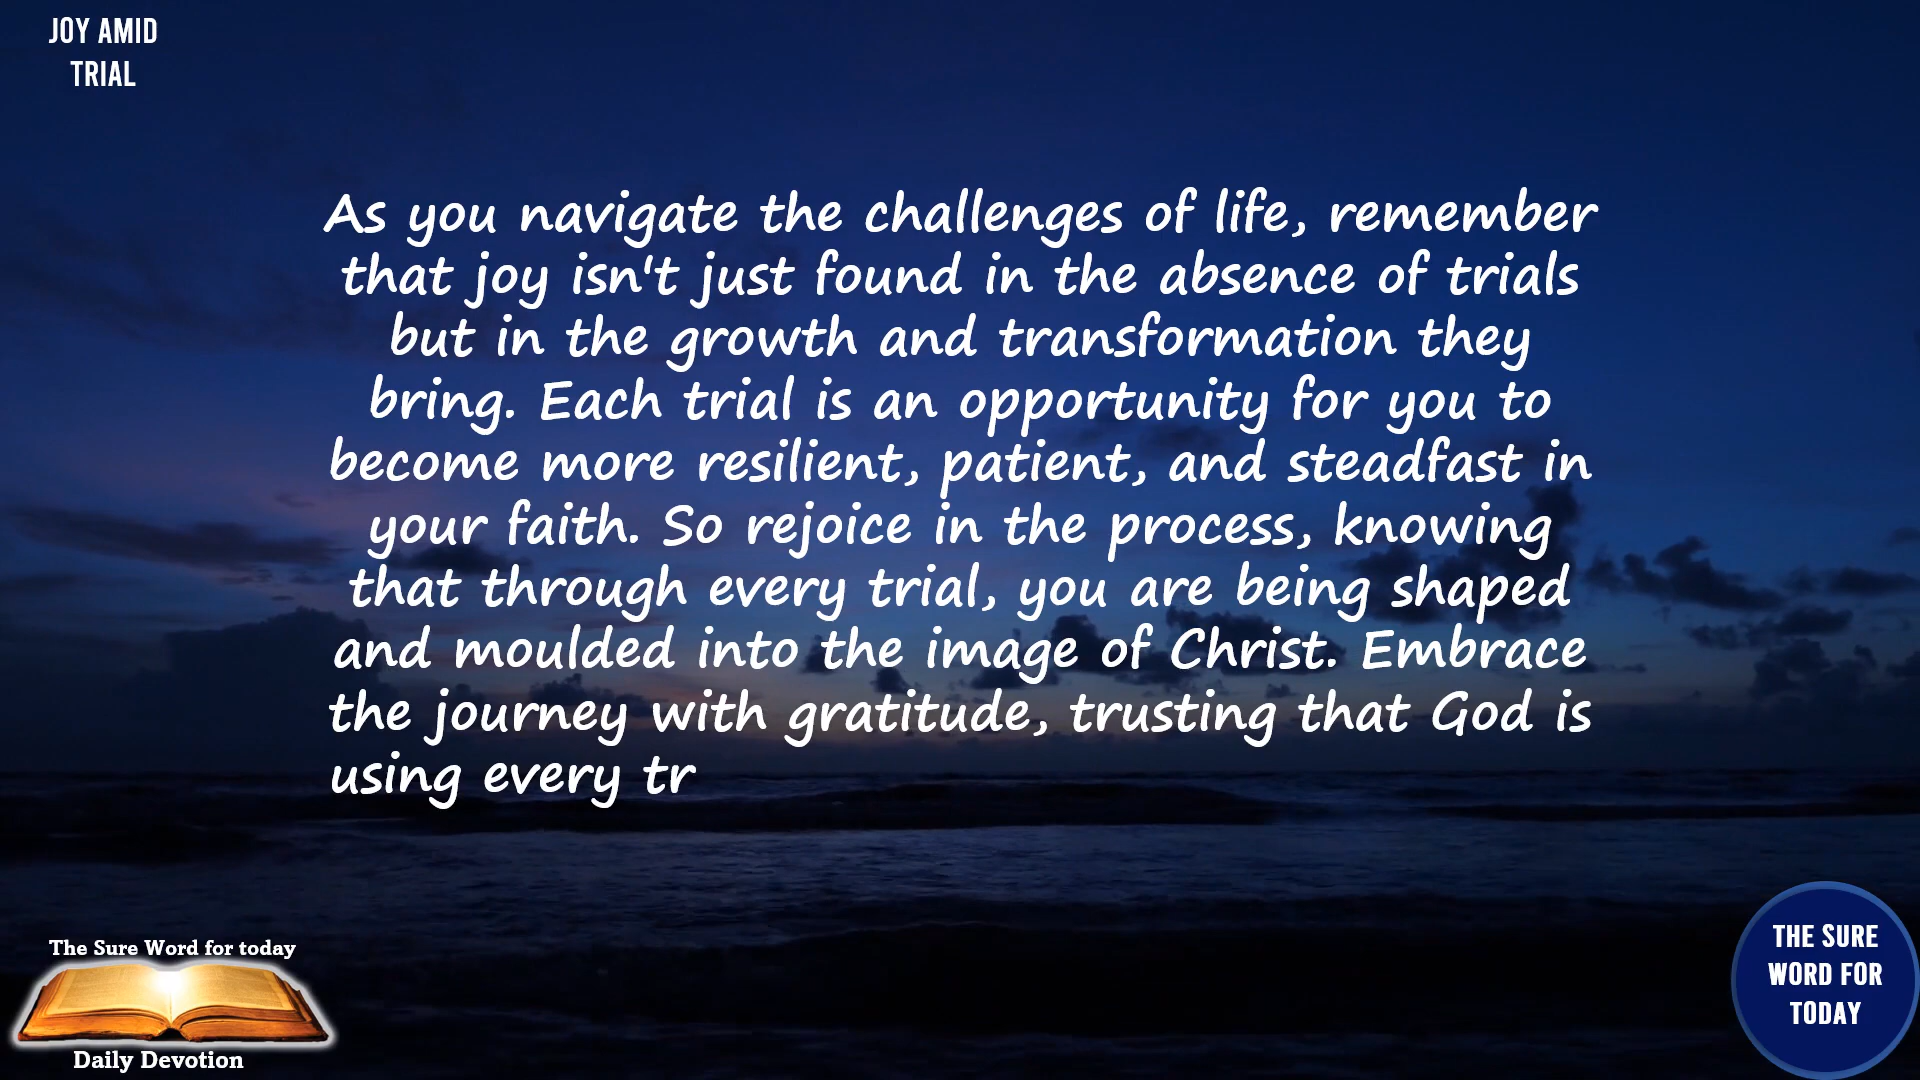 JOY AMID
TRIAL
As you navigate the challenges of life, remember
that joy isn't just found in the absence of trials
but in the growth and transformation they
bring. Each trial is an opportunity for you to
become more resilient, patient, and steadfast in
your faith. So rejoice in the process, knowing
that through every trial, you are being shaped
and moulded into the image of Christ. Embrace
the journey with gratitude, trusting that God is
using every tr
The Sure Word for today
Daily Devotion
THE SURE
WORD FOR
TODAY